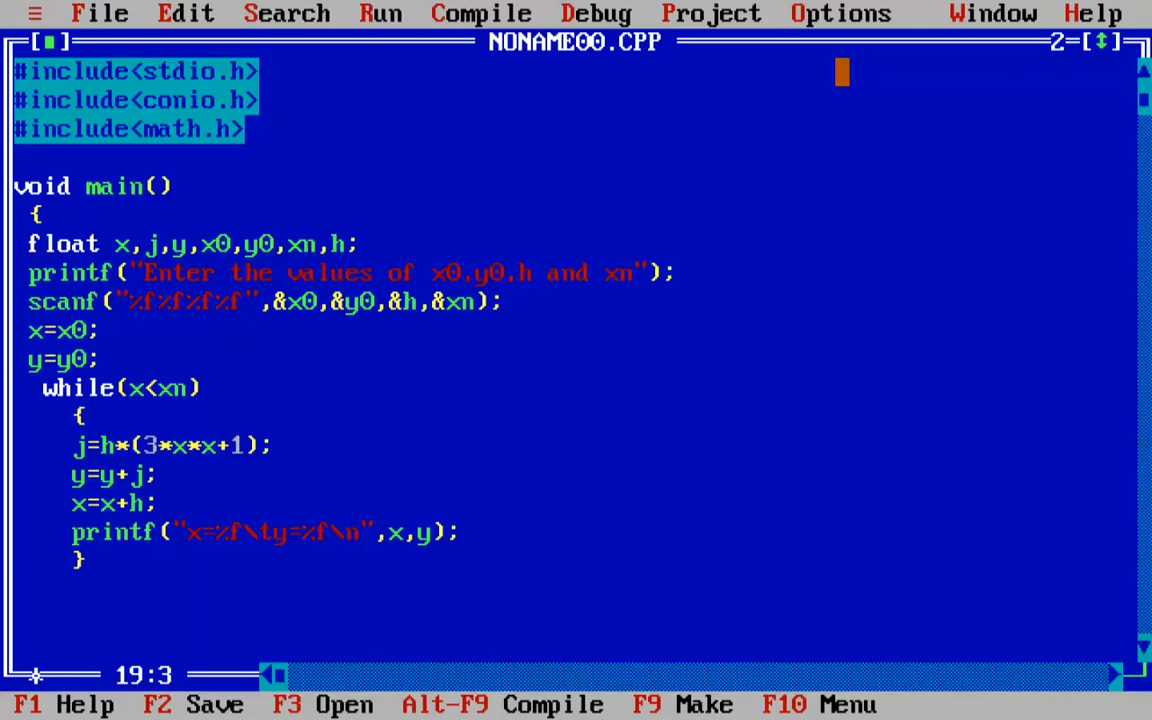 ≡ File Edit Search Run Compile Debug Project Options Window Help
[■] NONAME00.CPP 2=[↕]
#include<stdio.h>
#include<conio.h>
#include<math.h>
void main()
{
float x,j,y,x0,y0,xn,h;
printf("Enter the values of x0,y0,h and xn");
scanf("%f%f%f%f",&x0,&y0,&h,&xn);
x=x0;
y=y0;
while(x<xn)
{
j=h*(3*x*x+1);
y=y+j;
x=x+h;
printf("x=%f\ty=%f\n",x,y);
}
19:3
F1 Help F2 Save F3 Open Alt-F9 Compile F9 Make F10 Menu